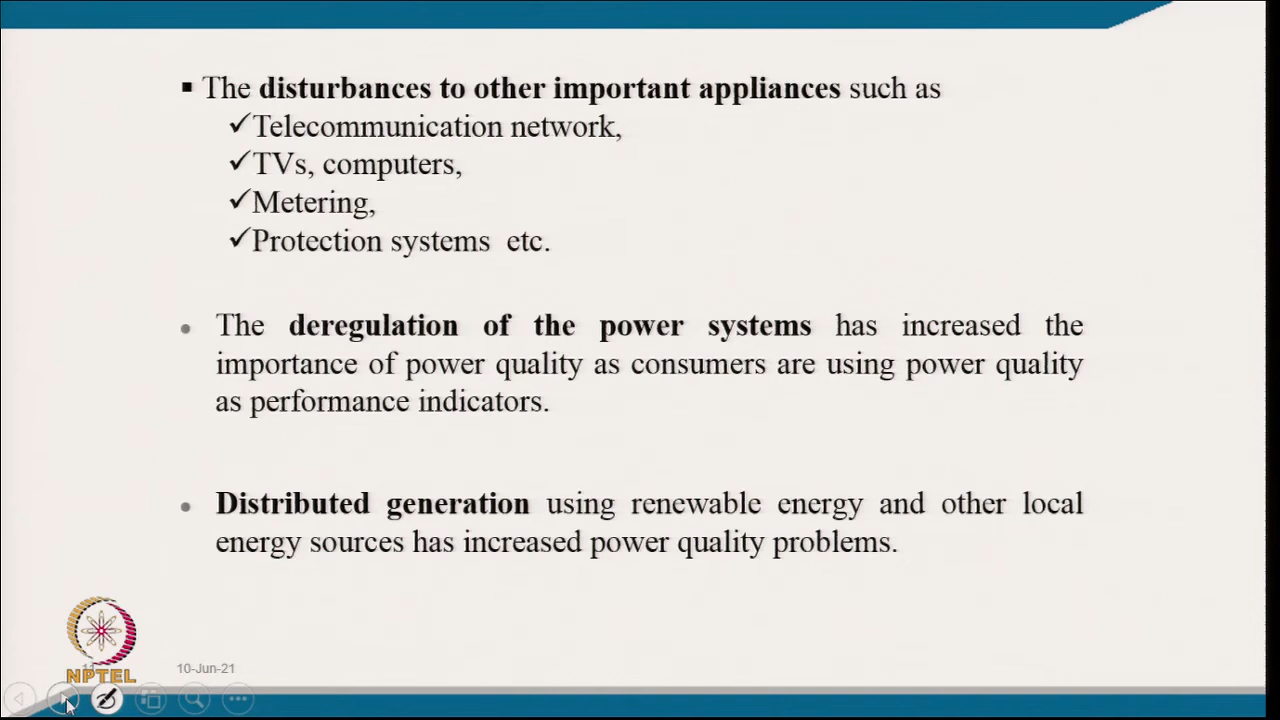 ▪ The disturbances to other important appliances such as
✓Telecommunication network,
✓TVs, computers,
✓Metering,
✓Protection systems etc.
• The deregulation of the power systems has increased the
importance of power quality as consumers are using power quality
as performance indicators.
• Distributed generation using renewable energy and other local
energy sources has increased power quality problems.
10-Jun-21
NPTEL